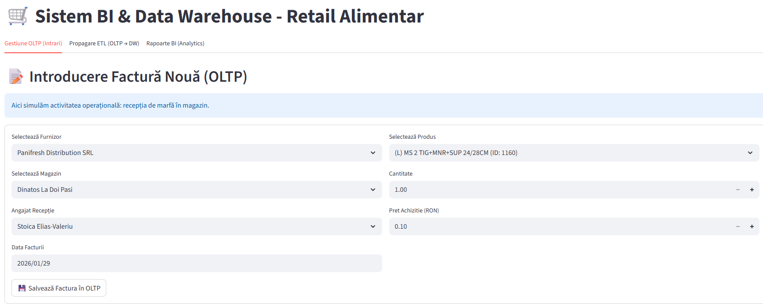 Sistem BI & Data Warehouse - Retail Alimentar
Gestiune OLTP (Intrari) Propagare ETL (OLTP → DW) Rapoarte BI (Analytics)
Introducere Factură Nouă (OLTP)
Aici simulăm activitatea operațională: recepția de marfă în magazin.
Selectează Furnizor
Panifresh Distribution SRL
Selectează Produs
(L) MS 2 TIG+MNR+SUP 24/28CM (ID: 1160)
Selectează Magazin
Dinatos La Doi Pasi
Cantitate
1.00
Angajat Recepție
Stoica Elias-Valeriu
Pret Achizitie (RON)
0.10
Data Facturii
2026/01/29
Salvează Factura în OLTP